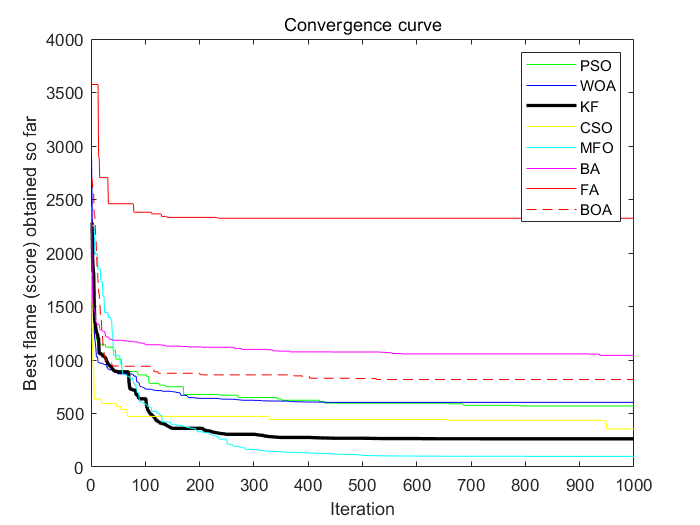 Convergence curve
4000
3500
3000
2500
2000
1500
1000
500
0
Best flame (score) obtained so far
0 100 200 300 400 500 600 700 800 900 1000
Iteration
PSO
WOA
KF
CSO
MFO
BA
FA
BOA